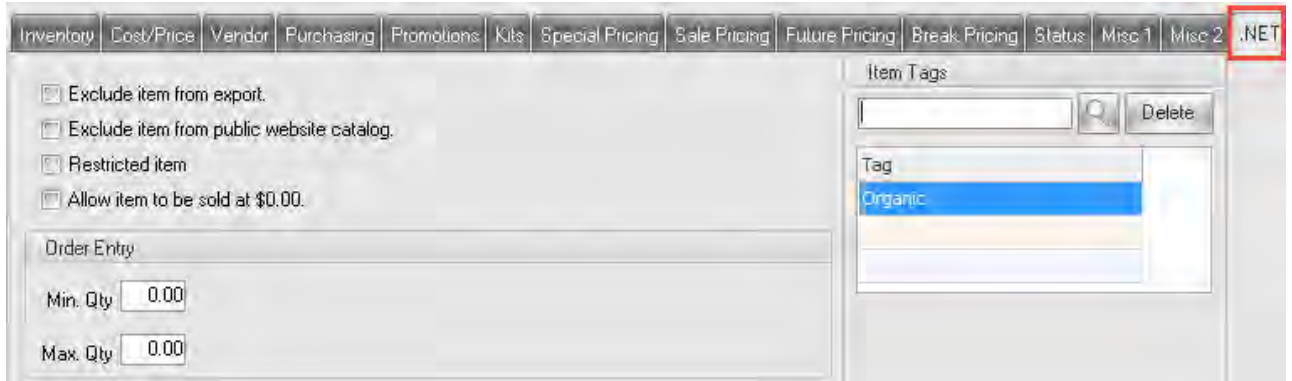 Inventory Cost/Price Vendor Purchasing Promotions Kits Special Pricing Sale Pricing Future Pricing Break Pricing Status Misc 1 Misc 2 .NET
Exclude item from export.
Exclude item from public website catalog.
Restricted item
Allow item to be sold at $0.00.
Order Entry
Min. Qty 0.00
Max. Qty 0.00
Item Tags
Delete
Tag
Organic